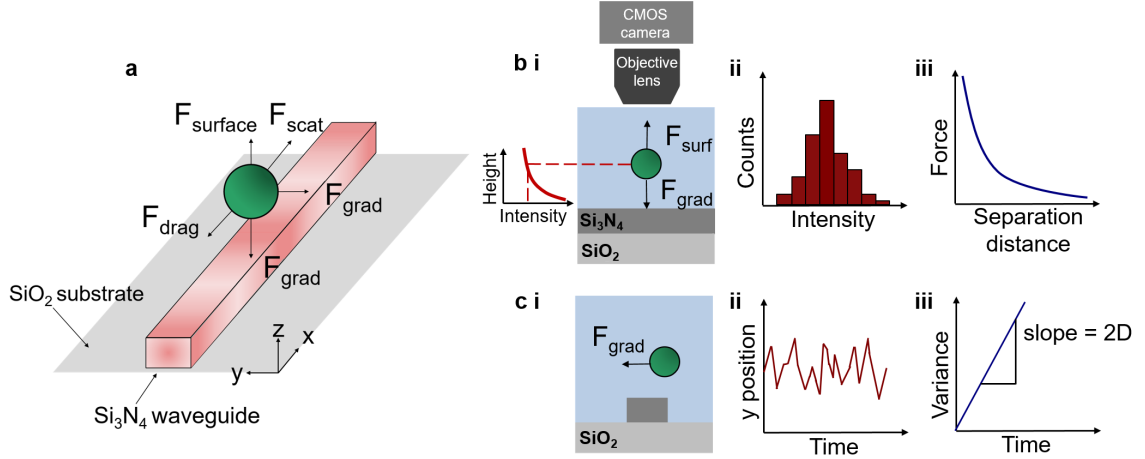 a
F_surface
F_scat
F_grad
F_drag
F_grad
SiO₂ substrate
z
x
y
Si₃N₄ waveguide
b i
CMOS
camera
Objective
lens
F_surf
F_grad
Height
Intensity
Si₃N₄
SiO₂
ii
Counts
Intensity
iii
Force
Separation
distance
c i
F_grad
SiO₂
ii
y position
Time
iii
slope = 2D
Variance
Time